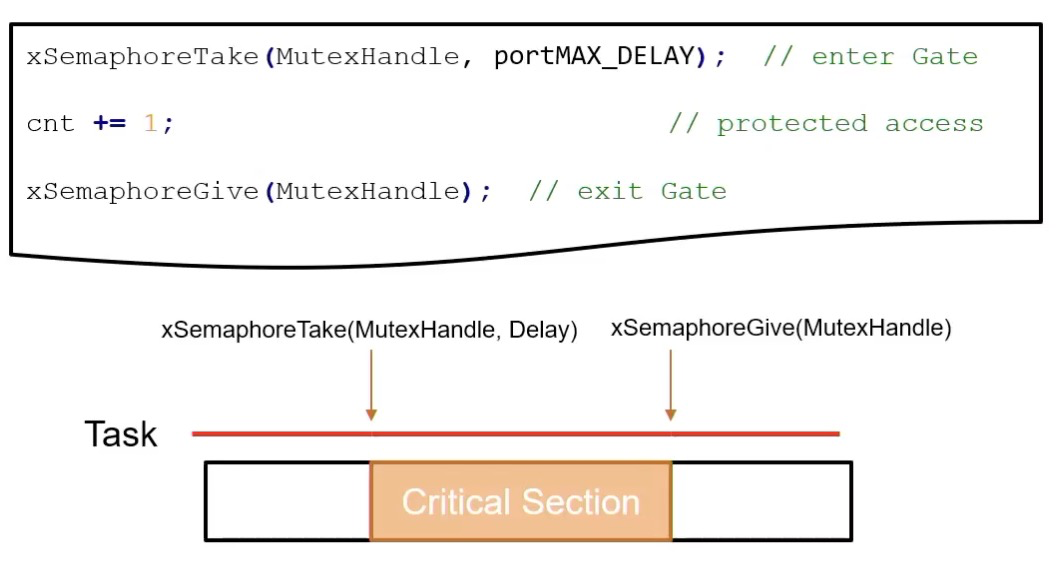 xSemaphoreTake(MutexHandle, portMAX_DELAY); // enter Gate
cnt += 1; // protected access
xSemaphoreGive(MutexHandle); // exit Gate
xSemaphoreTake(MutexHandle, Delay) xSemaphoreGive(MutexHandle)
Task
Critical Section